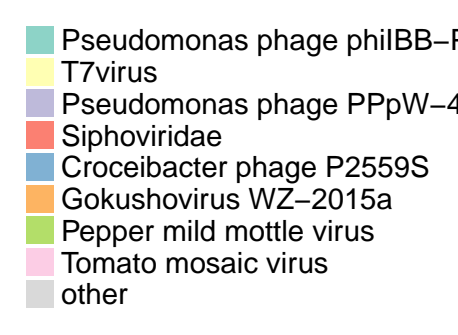 Pseudomonas phage philBB−P
T7virus
Pseudomonas phage PPpW−4
Siphoviridae
Croceibacter phage P2559S
Gokushovirus WZ−2015a
Pepper mild mottle virus
Tomato mosaic virus
other